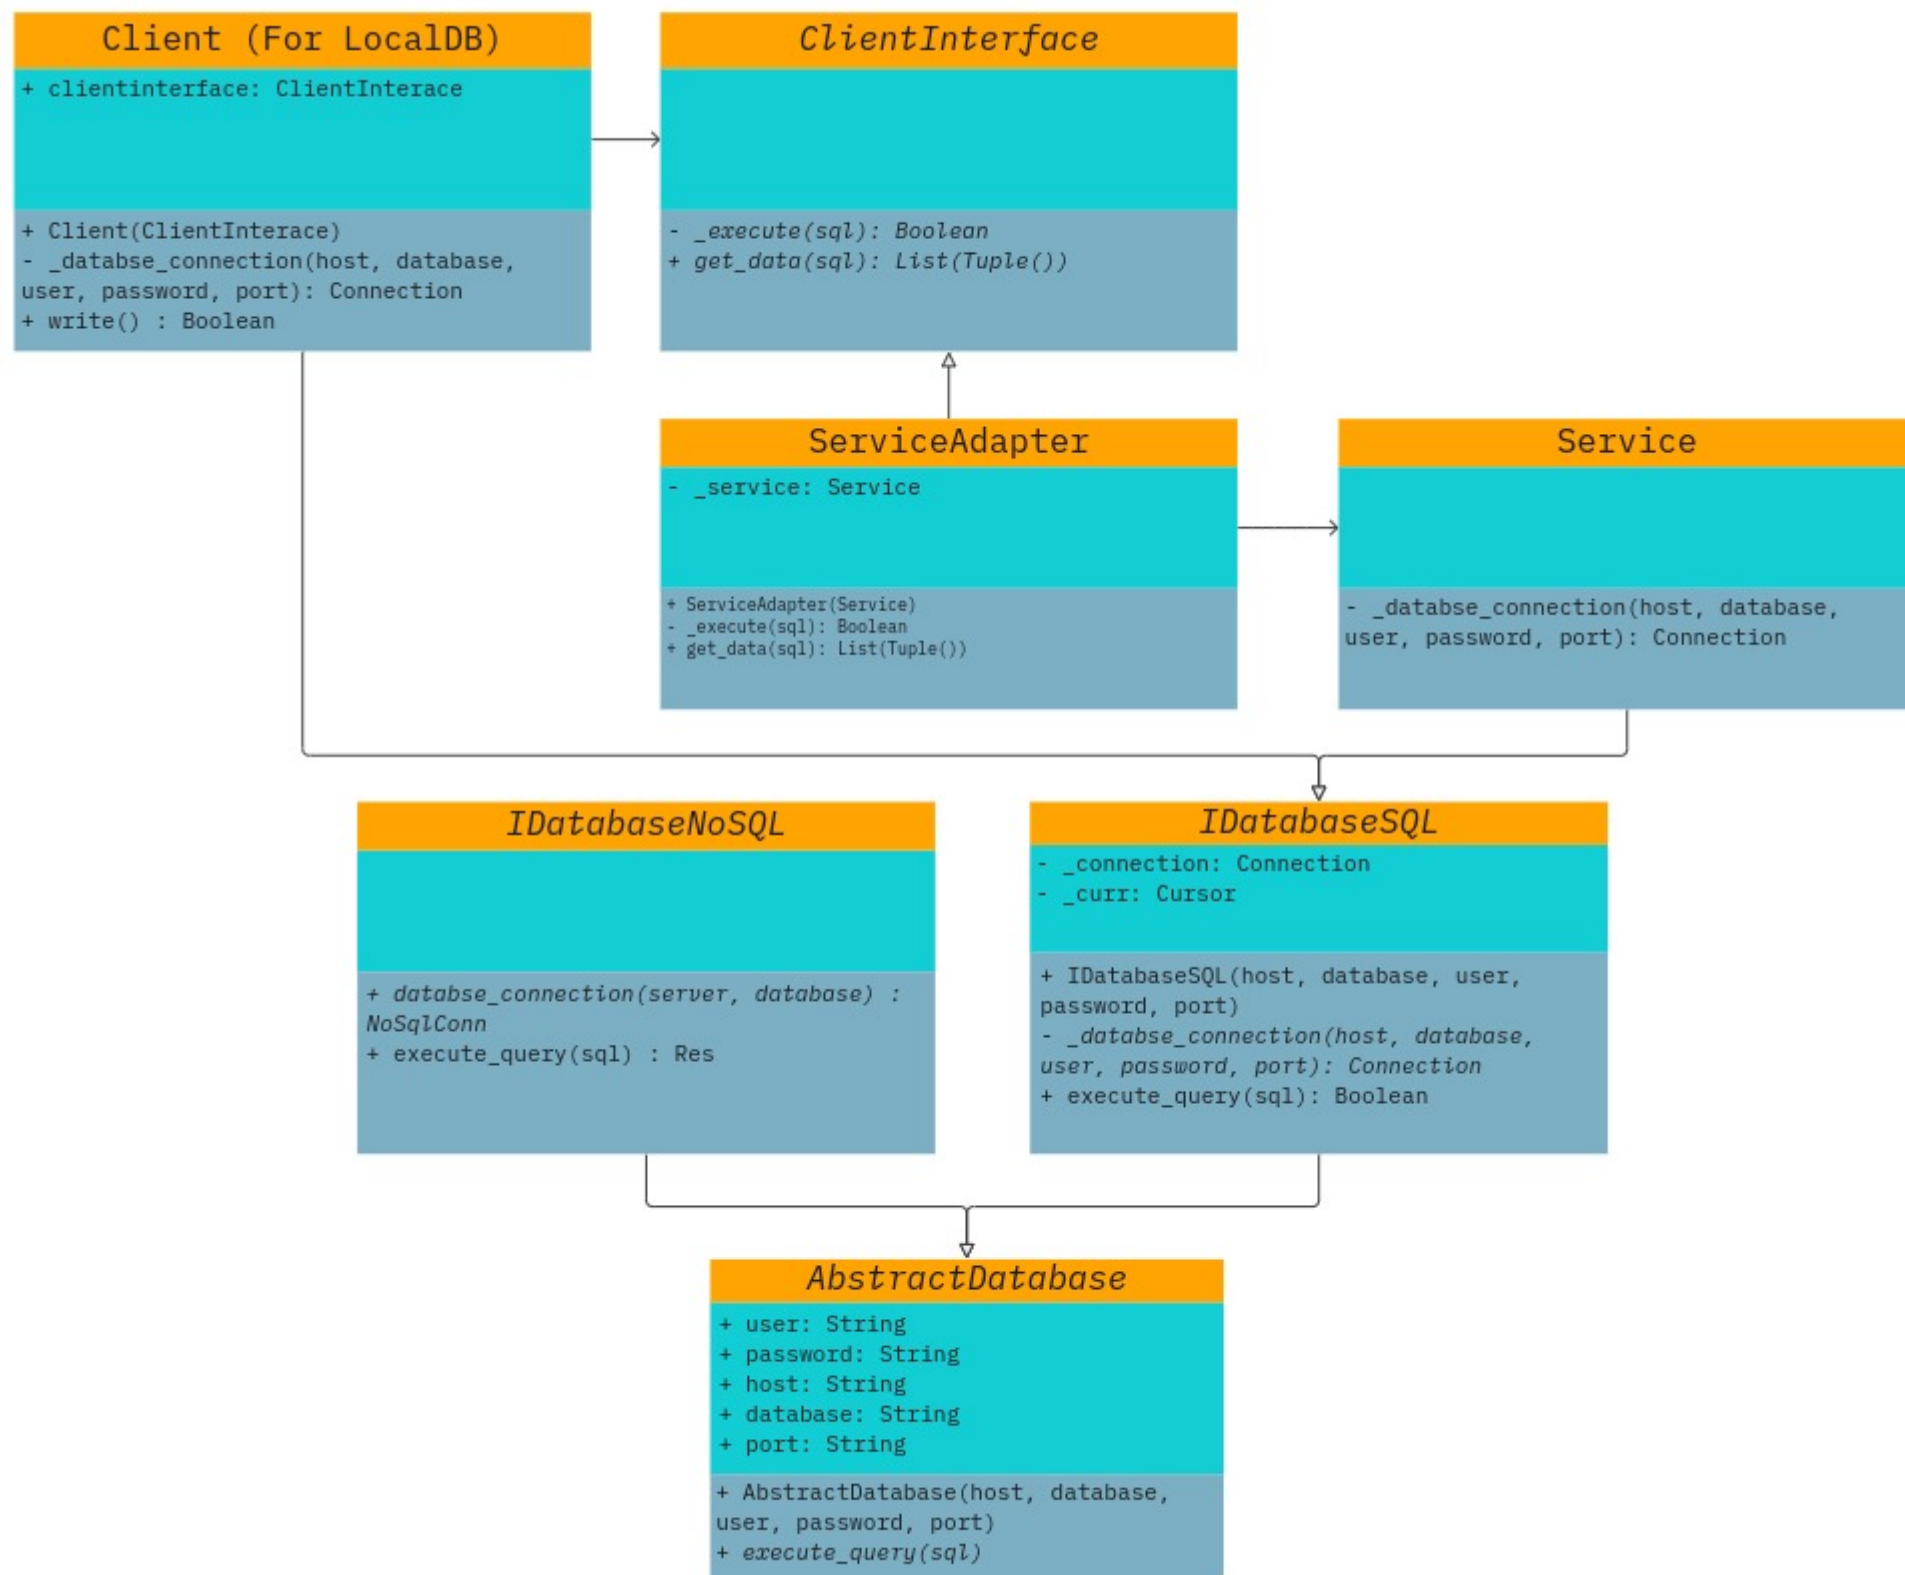 Client (For LocalDB)
+ clientinterface: ClientInterace
+ Client(ClientInterace)
- _databse_connection(host, database,
user, password, port): Connection
+ write() : Boolean
ClientInterface
- _execute(sql): Boolean
+ get_data(sql): List(Tuple())
ServiceAdapter
- _service: Service
+ ServiceAdapter(Service)
- _execute(sql): Boolean
+ get_data(sql): List(Tuple())
Service
- _databse_connection(host, database,
user, password, port): Connection
IDatabaseNoSQL
+ databse_connection(server, database) :
NoSqlConn
+ execute_query(sql) : Res
IDatabaseSQL
- _connection: Connection
- _curr: Cursor
+ IDatabaseSQL(host, database, user,
password, port)
- _databse_connection(host, database,
user, password, port): Connection
+ execute_query(sql): Boolean
AbstractDatabase
+ user: String
+ password: String
+ host: String
+ database: String
+ port: String
+ AbstractDatabase(host, database,
user, password, port)
+ execute_query(sql)